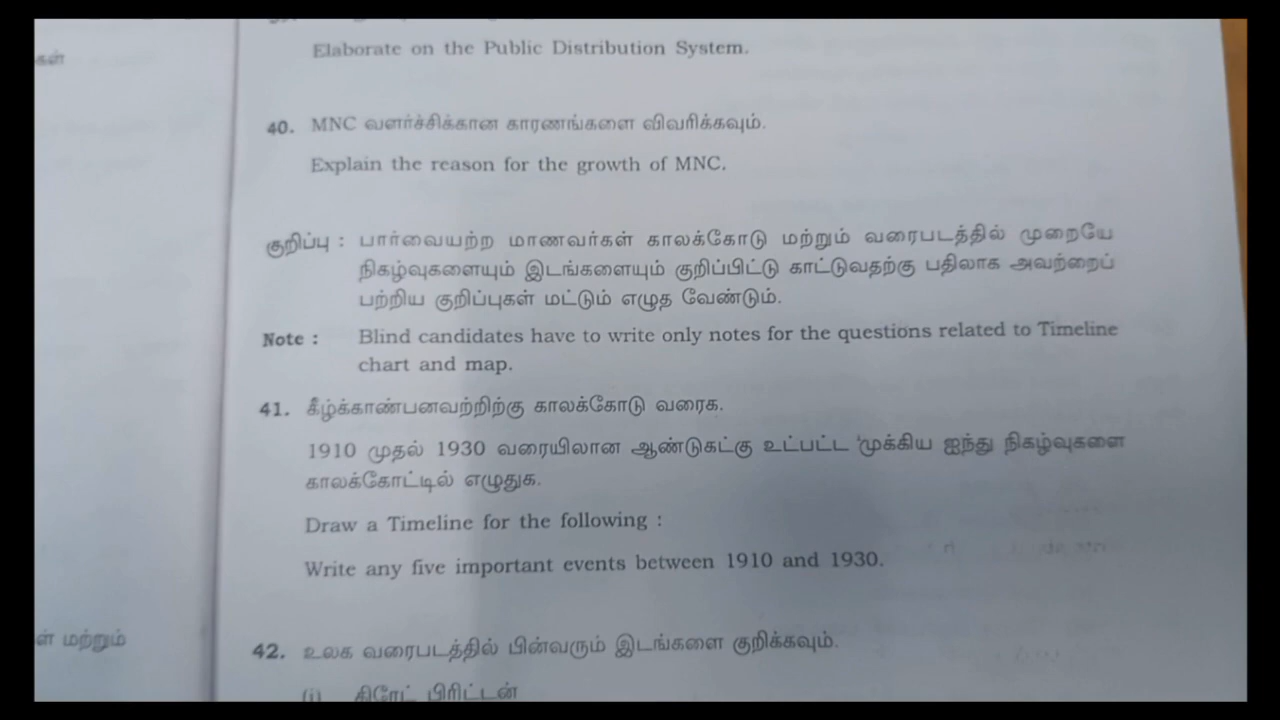 கள்
Elaborate on the Public Distribution System.
40. MNC வளர்ச்சிக்கான காரணங்களை விவரிக்கவும்.
Explain the reason for the growth of MNC.
குறிப்பு : பார்வையற்ற மாணவர்கள் காலக்கோடு மற்றும் வரைபடத்தில் முறையே
நிகழ்வுகளையும் இடங்களையும் குறிப்பிட்டு காட்டுவதற்கு பதிலாக அவற்றைப்
பற்றிய குறிப்புகள் மட்டும் எழுத வேண்டும்.
Note : Blind candidates have to write only notes for the questions related to Timeline
chart and map.
41. கீழ்க்காண்பனவற்றிற்கு காலக்கோடு வரைக.
1910 முதல் 1930 வரையிலான ஆண்டுகட்கு உட்பட்ட முக்கிய ஐந்து நிகழ்வுகளை
காலக்கோட்டில் எழுதுக.
Draw a Timeline for the following :
Write any five important events between 1910 and 1930.
ள் மற்றும்
42. உலக வரைபடத்தில் பின்வரும் இடங்களை குறிக்கவும்.
(i) கிரேட் பிரிட்டன்